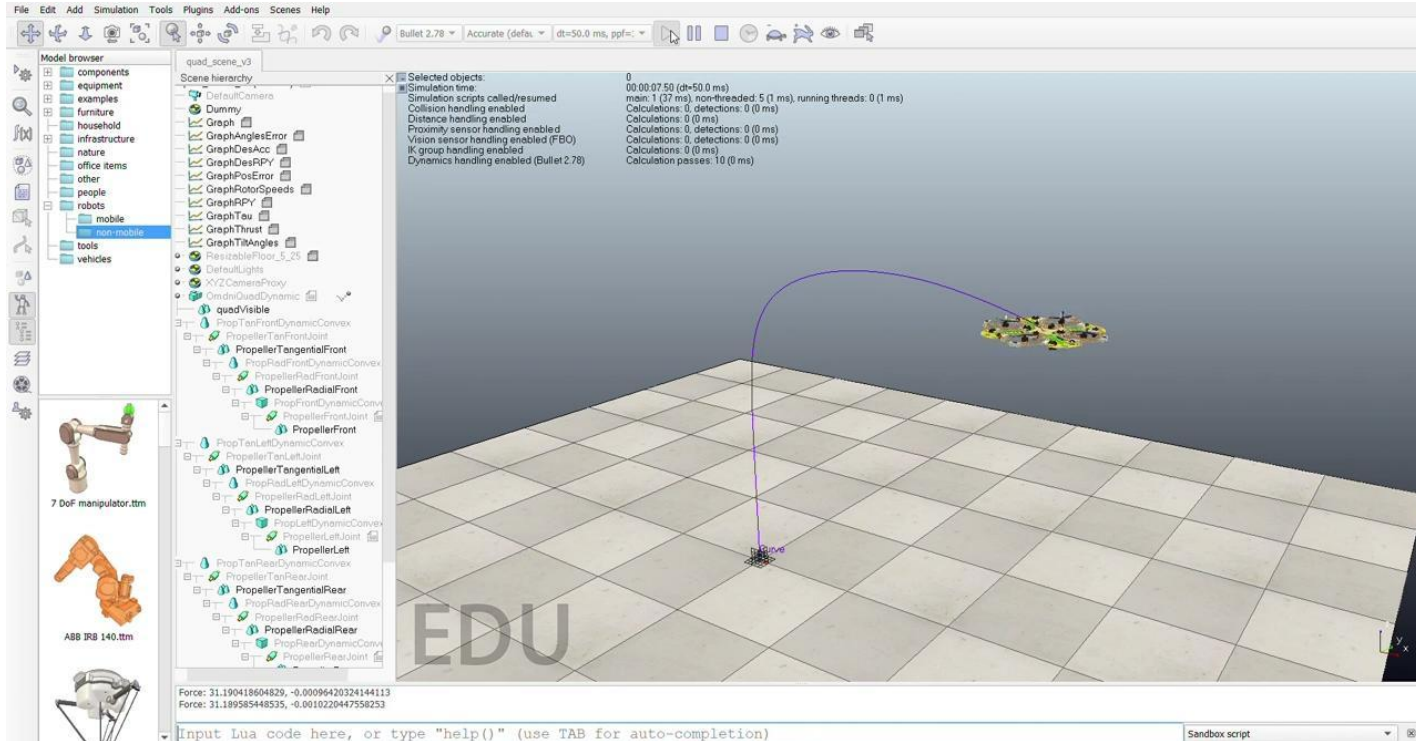 File Edit Add Simulation Tools Plugins Add-ons Scenes Help
Bullet 2.78 Accurate (defau dt=50.0 ms, ppf=
Model browser
components
equipment
examples
furniture
household
infrastructure
nature
office items
other
people
robots
mobile
non-mobile
tools
vehicles
7 DoF manipulator.ttm
ABB IRB 140.ttm
quad_scene_v3
Scene hierarchy
DefaultCamera
Dummy
Graph
GraphAnglesError
GraphDesAcc
GraphDesRPY
GraphPosError
GraphRotorSpeeds
GraphRPY
GraphTau
GraphThrust
GraphTiltAngles
ResizableFloor_5_25
DefaultLights
XYZCameraProxy
OmdniQuadDynamic
quadVisible
PropTanFrontDynamicConvex
PropellerTanFrontJoint
PropellerTangentialFront
PropRadFrontDynamicConvex
PropellerRadFrontJoint
PropellerRadialFront
PropFrontDynamicConve
PropellerFrontJoint
PropellerFront
PropTanLeftDynamicConvex
PropellerTanLeftJoint
PropellerTangentialLeft
PropRadLeftDynamicConvex
PropellerRadLeftJoint
PropellerRadialLeft
PropLeftDynamicConvex
PropellerLeftJoint
PropellerLeft
PropTanRearDynamicConvex
PropellerTanRearJoint
PropellerTangentialRear
PropRadRearDynamicConvex
PropellerRadRearJoint
PropellerRadialRear
PropRearDynamicConve
PropellerRearJoint
Selected objects: 0
Simulation time: 00:00:07.50 (dt=50.0 ms)
Simulation scripts called/resumed main: 1 (37 ms), non-threaded: 5 (1 ms), running threads: 0 (1 ms)
Collision handling enabled Calculations: 0, detections: 0 (0 ms)
Distance handling enabled Calculations: 0 (0 ms)
Proximity sensor handling enabled Calculations: 0, detections: 0 (0 ms)
Vision sensor handling enabled (FBO) Calculations: 0, detections: 0 (0 ms)
IK group handling enabled Calculations: 0 (0 ms)
Dynamics handling enabled (Bullet 2.78) Calculation passes: 10 (0 ms)
Curve
EDU
y
x
Force: 31.190418604829, -0.00096420324144113
Force: 31.189585448535, -0.0010220447558253
Input Lua code here, or type "help()" (use TAB for auto-completion)
Sandbox script